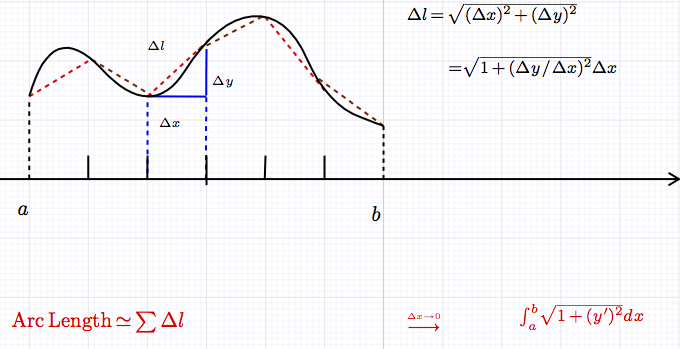 Δl = √(Δx)² + (Δy)²
= √1 + (Δy/Δx)² Δx
Δl
Δy
Δx
a
b
Arc Length ≃ ∑ Δl
Δx→0
⟶
∫ₐᵇ √1 + (y′)² dx